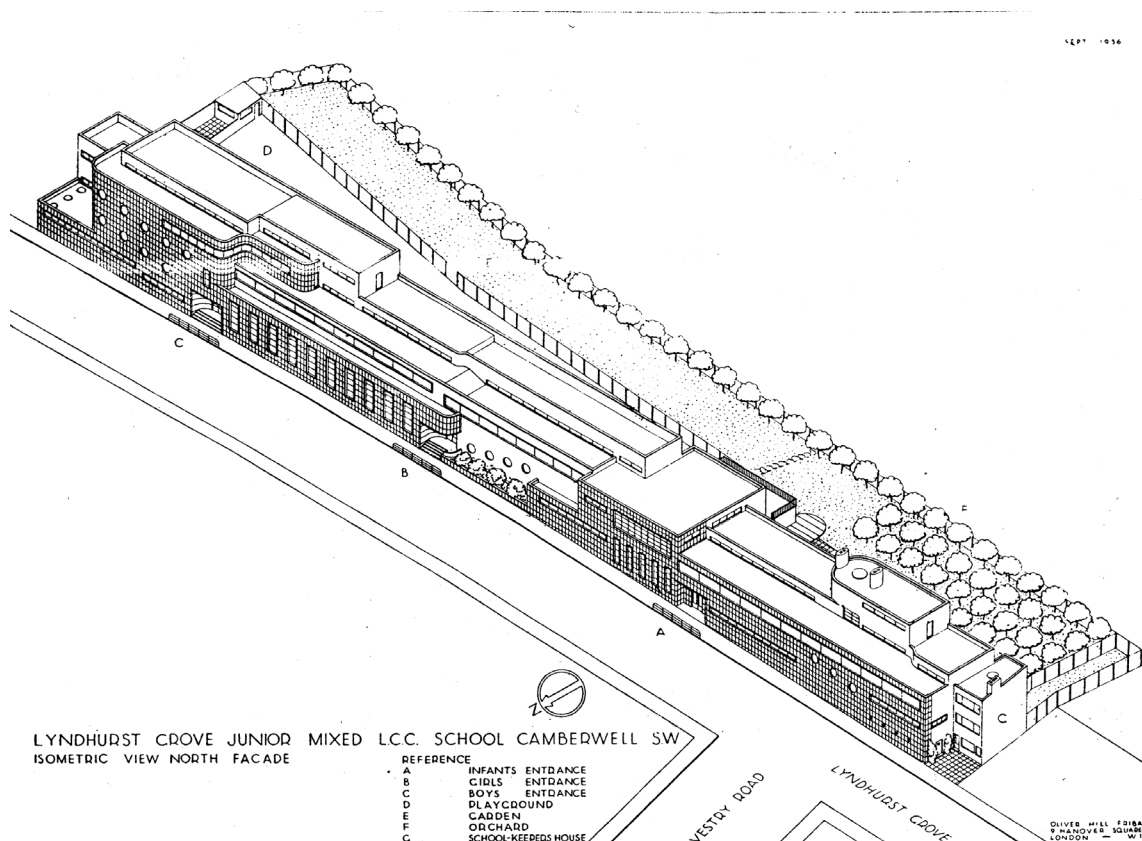 SEPT 1936
D
E
C
B
F
A
G
N
LYNDHURST GROVE JUNIOR MIXED L.C.C. SCHOOL CAMBERWELL S.W
ISOMETRIC VIEW NORTH FACADE
REFERENCE
A INFANTS ENTRANCE
B GIRLS ENTRANCE
C BOYS ENTRANCE
D PLAYGROUND
E GARDEN
F ORCHARD
G SCHOOL-KEEPERS HOUSE
VESTRY ROAD
LYNDHURST GROVE
OLIVER HILL FRIBA
9 HANOVER SQUARE
LONDON — W1